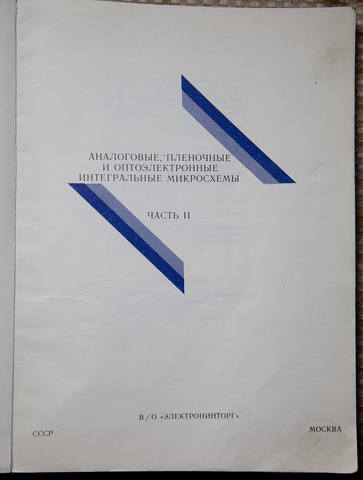 АНАЛОГОВЫЕ, ПЛЕНОЧНЫЕ
И ОПТОЭЛЕКТРОННЫЕ
ИНТЕГРАЛЬНЫЕ МИКРОСХЕМЫ
ЧАСТЬ II
В/О «ЭЛЕКТРОНИНТОРГ»
СССР
МОСКВА